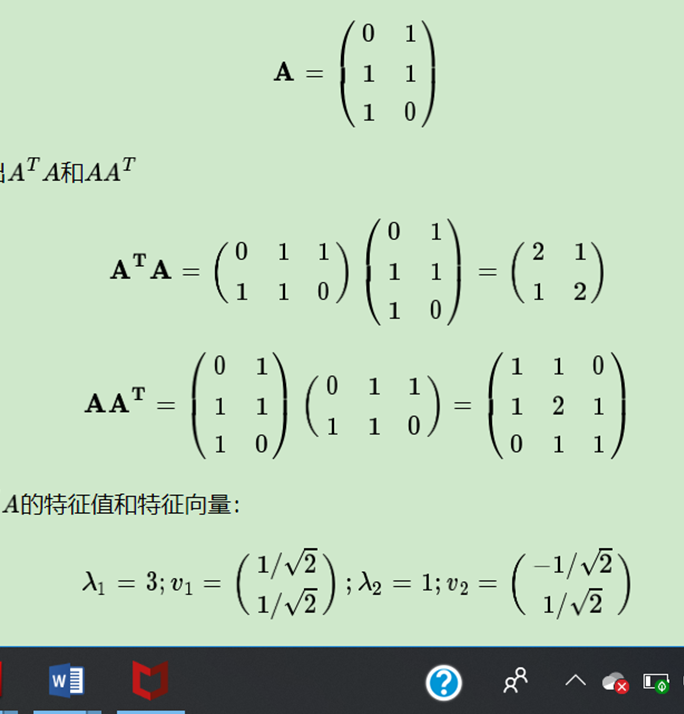 A = ( 0 1
1 1
1 0 )
A^T A和AA^T
A^T A = ( 0 1 1
1 1 0 ) ( 0 1
1 1
1 0 ) = ( 2 1
1 2 )
AA^T = ( 0 1
1 1
1 0 ) ( 0 1 1
1 1 0 ) = ( 1 1 0
1 2 1
0 1 1 )
A的特征值和特征向量:
λ₁ = 3; v₁ = ( 1/√2
1/√2 ) ; λ₂ = 1; v₂ = ( −1/√2
1/√2 )
W
?